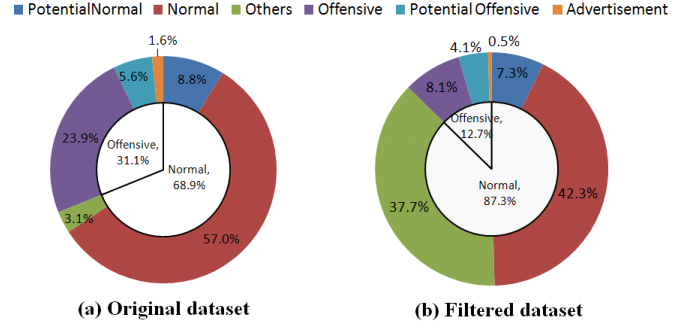 PotentialNormal Normal Others Offensive Potential Offensive Advertisement
1.6%
5.6%
8.8%
23.9%
Offensive,
31.1%
Normal,
68.9%
3.1%
57.0%
(a) Original dataset
0.5%
4.1%
7.3%
8.1%
Offensive,
12.7%
Normal,
87.3%
42.3%
37.7%
(b) Filtered dataset